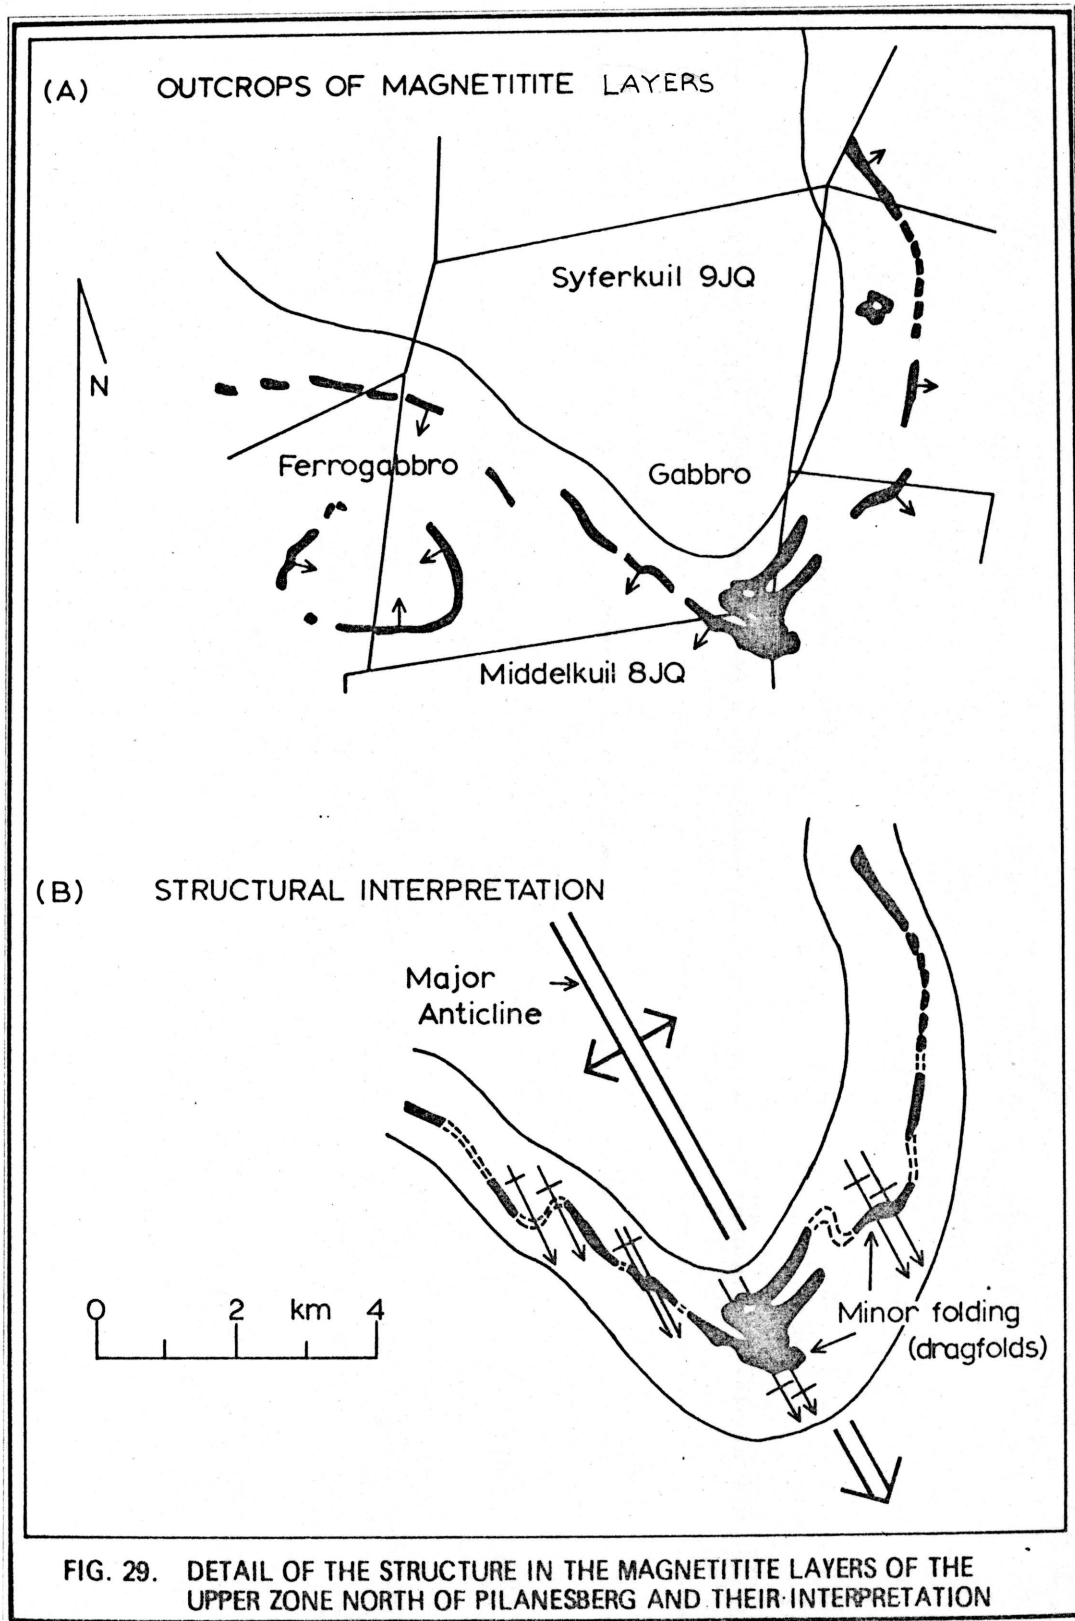 (A) OUTCROPS OF MAGNETITITE LAYERS
Syferkuil 9JQ
N
Ferrogabbro
Gabbro
Middelkuil 8JQ
(B) STRUCTURAL INTERPRETATION
Major
Anticline
0 2 km 4
Minor folding
(dragfolds)
FIG. 29. DETAIL OF THE STRUCTURE IN THE MAGNETITITE LAYERS OF THE
UPPER ZONE NORTH OF PILANESBERG AND THEIR INTERPRETATION